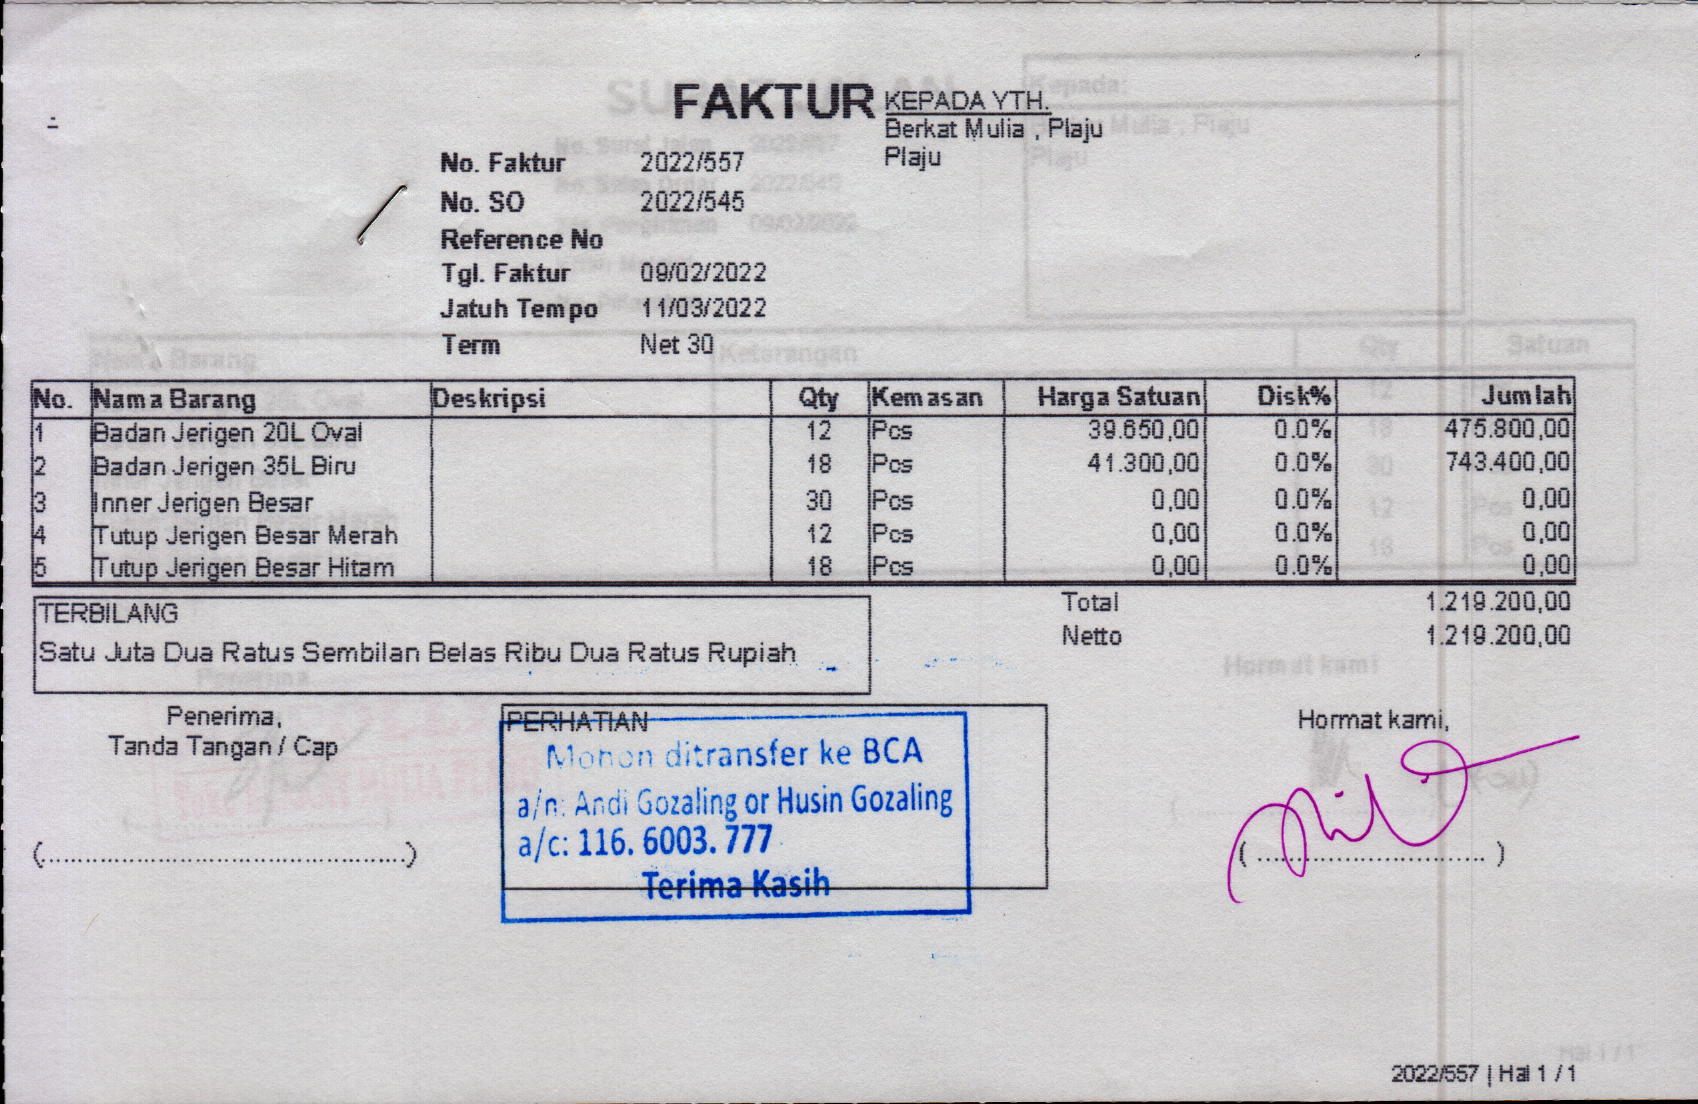 FAKTUR
KEPADA YTH.
Berkat Mulia , Plaju
Plaju
No. Faktur 2022/557
No. SO 2022/545
Reference No
Tgl. Faktur 09/02/2022
Jatuh Tempo 11/03/2022
Term Net 30
No. Nama Barang Deskripsi Qty Kemasan Harga Satuan Disk% Jumlah
1 Badan Jerigen 20L Oval 12 Pcs 39.650,00 0.0% 475.800,00
2 Badan Jerigen 35L Biru 18 Pcs 41.300,00 0.0% 743.400,00
3 Inner Jerigen Besar 30 Pcs 0,00 0.0% 0,00
4 Tutup Jerigen Besar Merah 12 Pcs 0,00 0.0% 0,00
5 Tutup Jerigen Besar Hitam 18 Pcs 0,00 0.0% 0,00
TERBILANG
Satu Juta Dua Ratus Sembilan Belas Ribu Dua Ratus Rupiah
Total 1.219.200,00
Netto 1.219.200,00
Penerima,
Tanda Tangan / Cap
(.........................................)
PERHATIAN
Mohon ditransfer ke BCA
a/n: Andi Gozaling or Husin Gozaling
a/c: 116. 6003. 777
Terima Kasih
Hormat kami,
( .......................... )
2022/557 | Hal 1 / 1